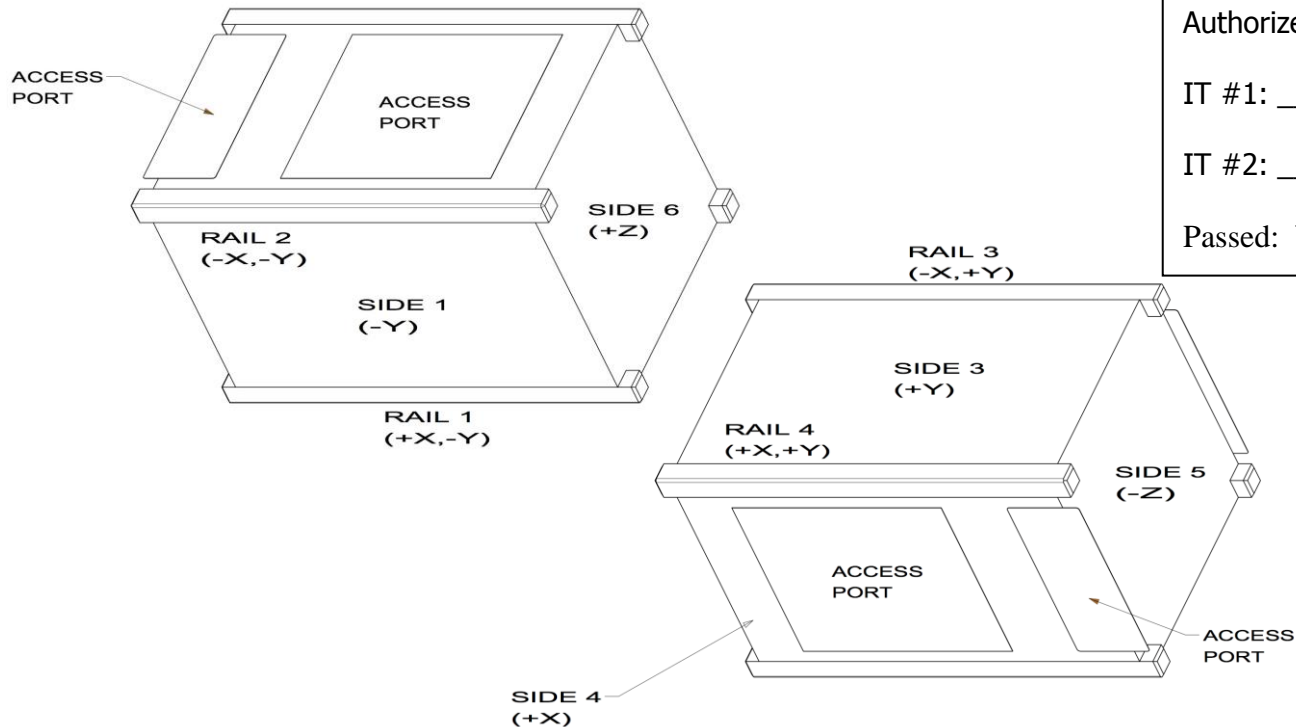 ACCESS
PORT
ACCESS
PORT
SIDE 6
(+Z)
RAIL 2
(-X,-Y)
SIDE 1
(-Y)
RAIL 1
(+X,-Y)
IT #1:
IT #2:
Passed:
RAIL 3
(-X,+Y)
SIDE 3
(+Y)
RAIL 4
(+X,+Y)
SIDE 5
(-Z)
ACCESS
PORT
ACCESS
PORT
SIDE 4
(+X)